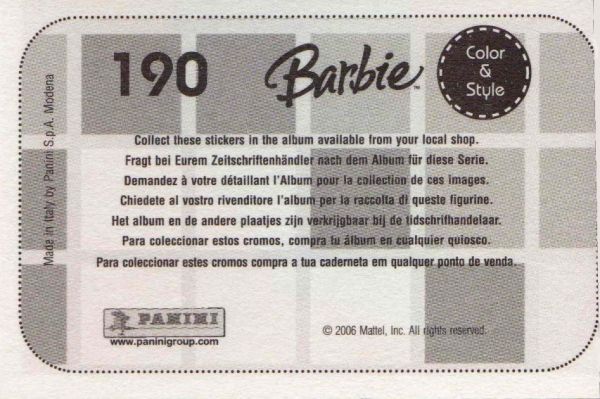 190
Barbie™
Color
&
Style
Made in Italy by Panini S.p.A. Modena
Collect these stickers in the album available from your local shop.
Fragt bei Eurem Zeitschriftenhändler nach dem Album für diese Serie.
Demandez à votre détaillant l'Album pour la collection de ces images.
Chiedete al vostro rivenditore l'album per la raccolta di queste figurine.
Het album en de andere plaatjes zijn verkrijgbaar bij de tidschrifthandelaar.
Para coleccionar estos cromos, compra tu álbum en cualquier quiosco.
Para coleccionar estes cromos compra a tua caderneta em qualquer ponto de venda.
PANINI
www.paninigroup.com
© 2006 Mattel, Inc. All rights reserved.